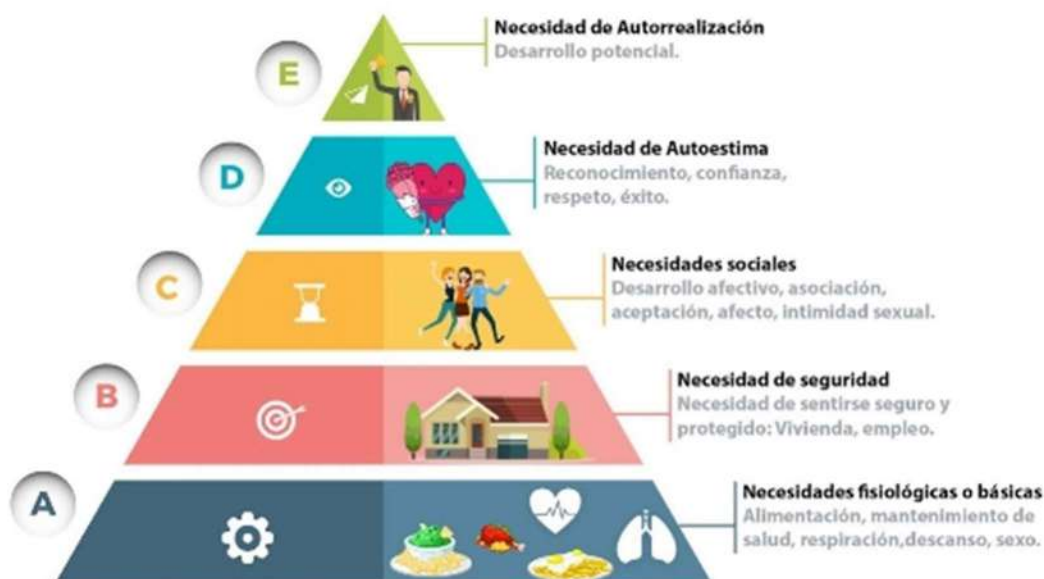 E
Necesidad de Autorrealización
Desarrollo potencial.
D
Necesidad de Autoestima
Reconocimiento, confianza,
respeto, éxito.
C
Necesidades sociales
Desarrollo afectivo, asociación,
aceptación, afecto, intimidad sexual.
B
Necesidad de seguridad
Necesidad de sentirse seguro y
protegido: Vivienda, empleo.
A
Necesidades fisiológicas o básicas
Alimentación, mantenimiento de
salud, respiración,descanso, sexo.